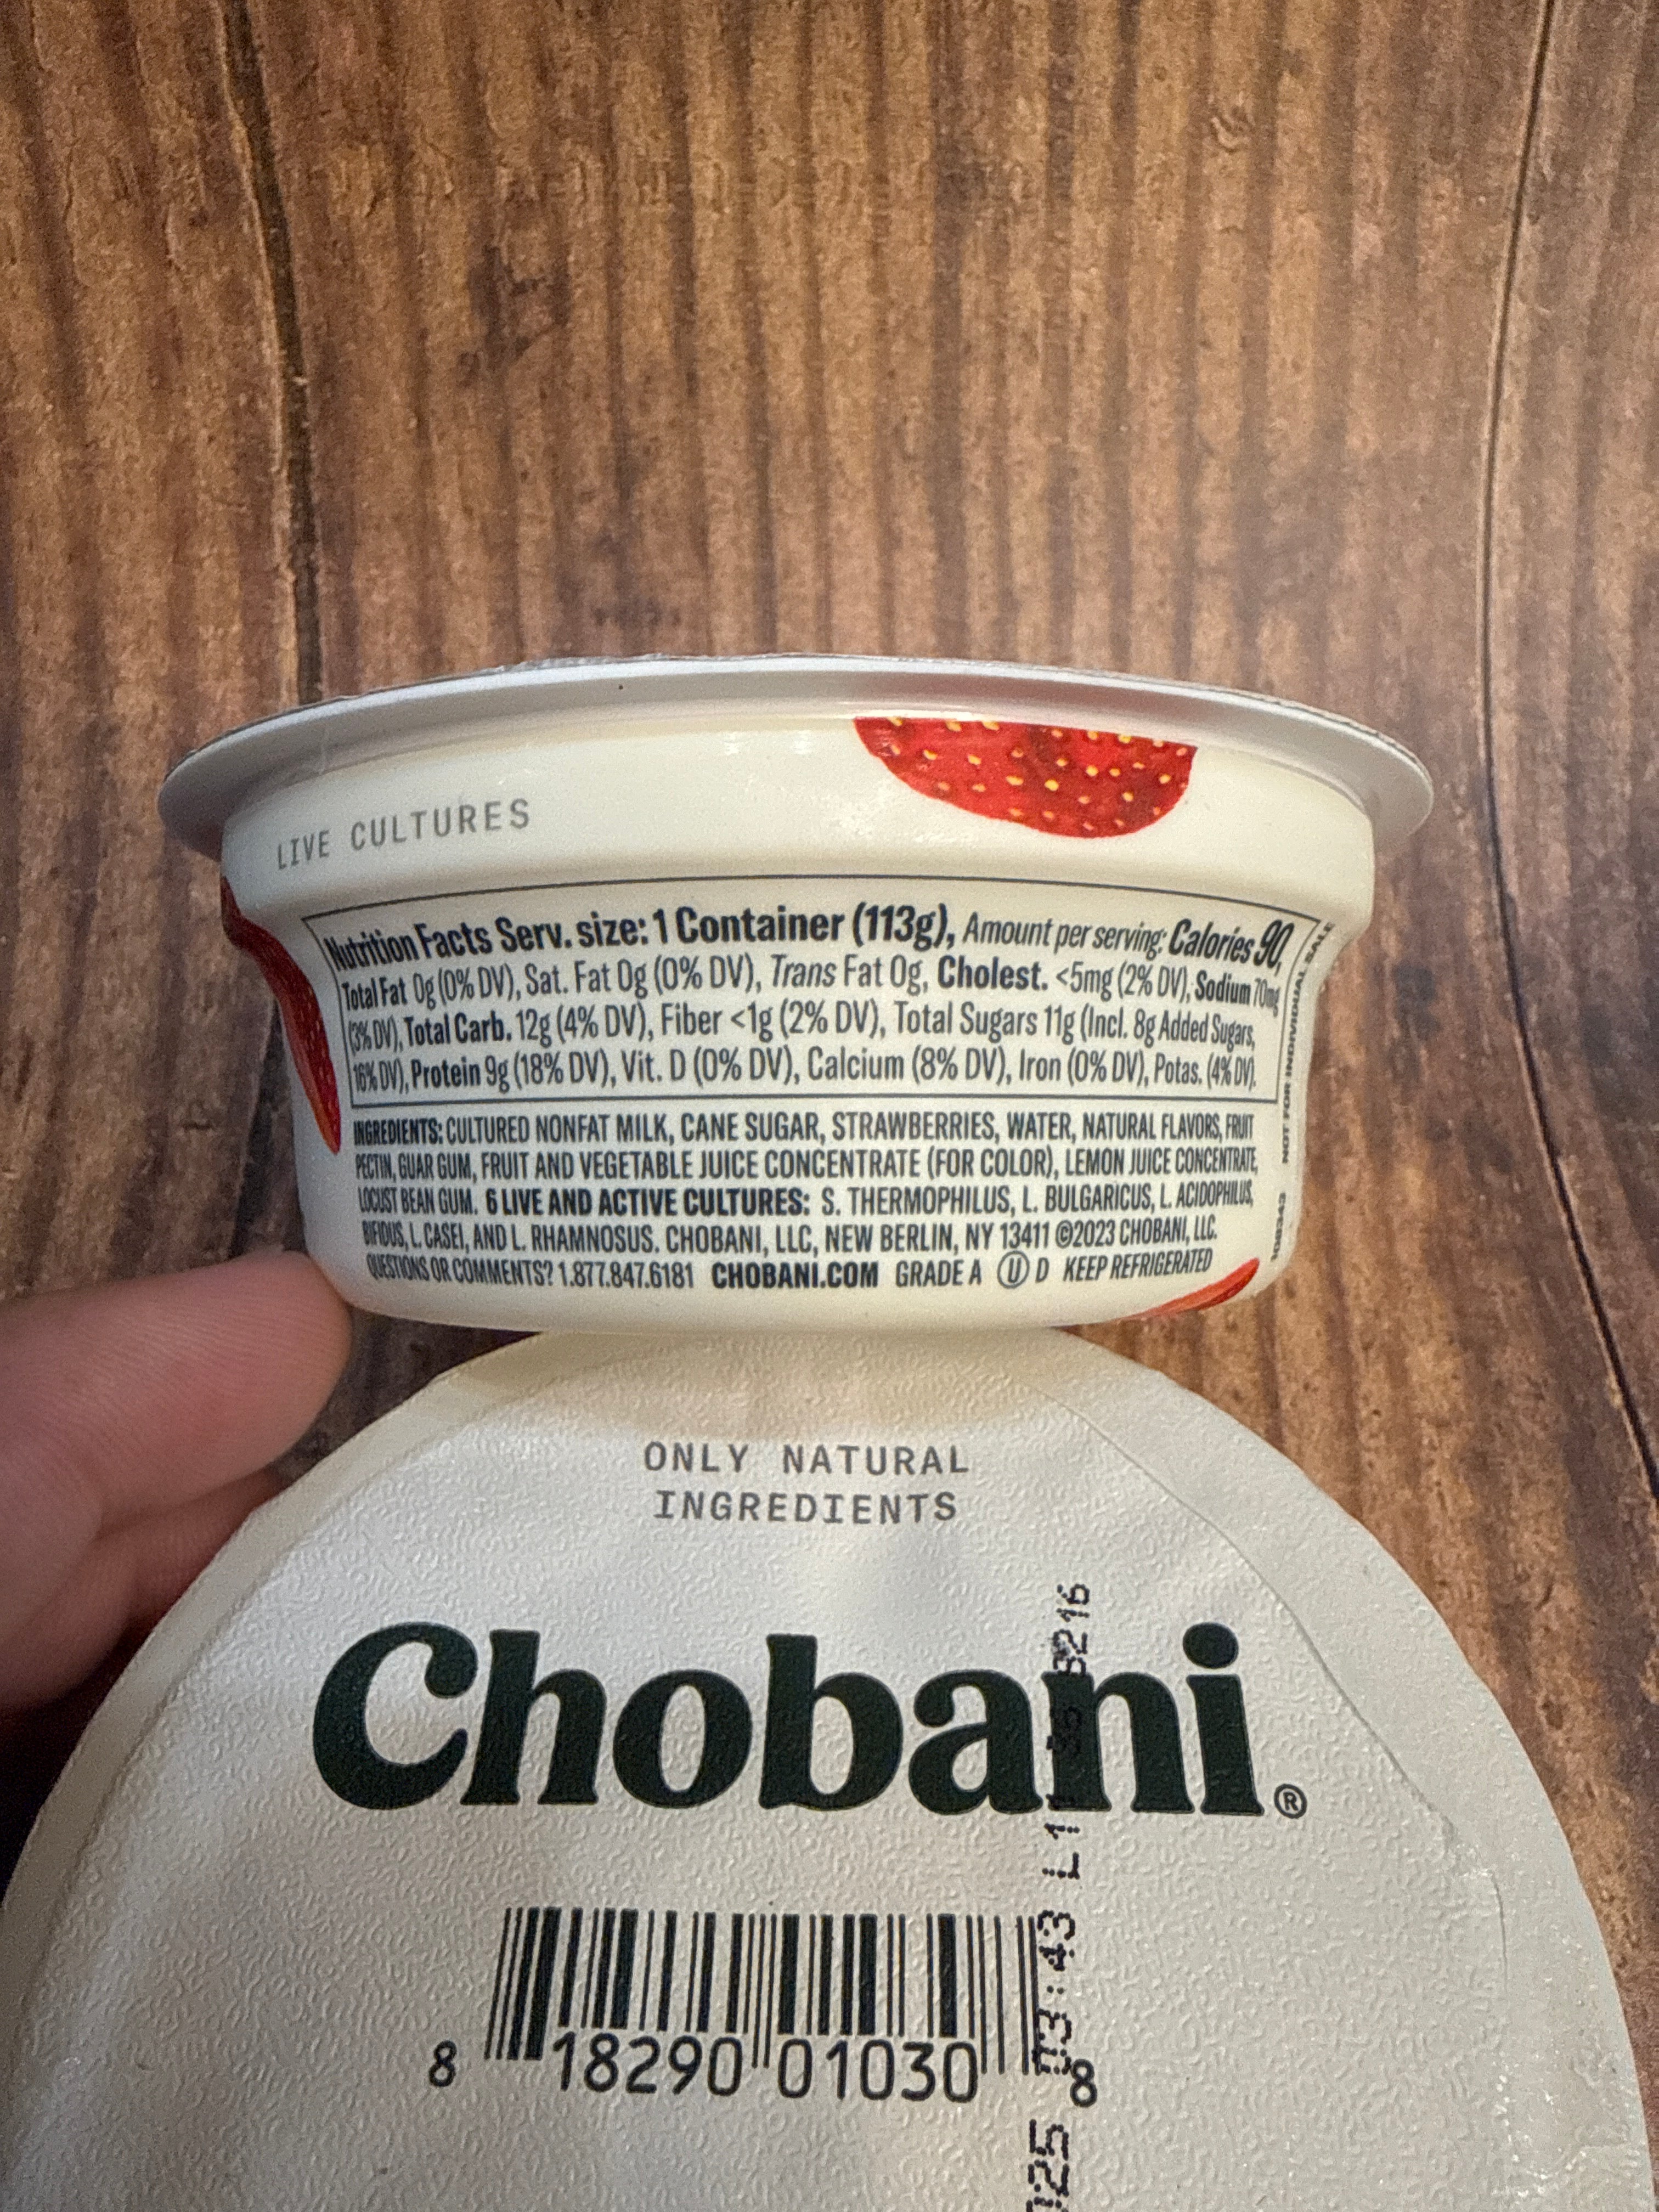 LIVE CULTURES
Nutrition Facts Serv. size: 1 Container (113g), Amount per serving: Calories 90,
Total Fat 0g (0% DV), Sat. Fat 0g (0% DV), Trans Fat 0g, Cholest. <5mg (2% DV), Sodium 70mg
(3% DV), Total Carb. 12g (4% DV), Fiber <1g (2% DV), Total Sugars 11g (Incl. 8g Added Sugars,
16% DV), Protein 9g (18% DV), Vit. D (0% DV), Calcium (8% DV), Iron (0% DV), Potas. (4% DV).
INGREDIENTS: CULTURED NONFAT MILK, CANE SUGAR, STRAWBERRIES, WATER, NATURAL FLAVORS, FRUIT
PECTIN, GUAR GUM, FRUIT AND VEGETABLE JUICE CONCENTRATE (FOR COLOR), LEMON JUICE CONCENTRATE,
LOCUST BEAN GUM. 6 LIVE AND ACTIVE CULTURES: S. THERMOPHILUS, L. BULGARICUS, L. ACIDOPHILUS,
BIFIDUS, L. CASEI, AND L. RHAMNOSUS. CHOBANI, LLC, NEW BERLIN, NY 13411 ©2023 CHOBANI, LLC.
QUESTIONS OR COMMENTS? 1.877.847.6181 CHOBANI.COM GRADE A Ⓤ D KEEP REFRIGERATED
NOT FOR INDIVIDUAL SALE
ONLY NATURAL
INGREDIENTS
Chobani®
8 18290 01030 8